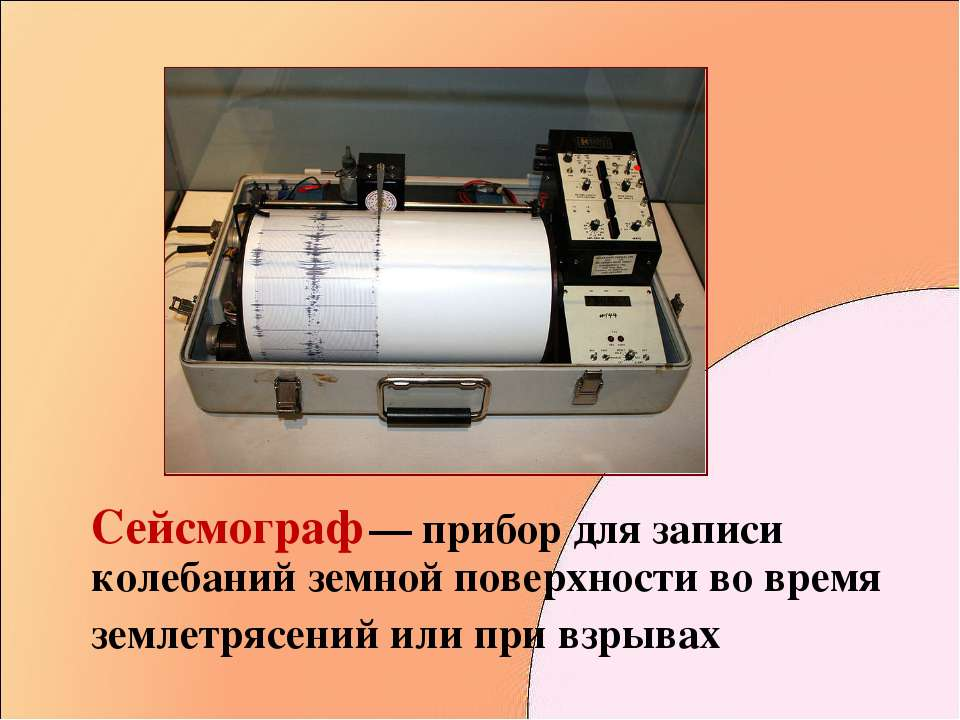 Сейсмограф — прибор для записи
колебаний земной поверхности во время
землетрясений или при взрывах